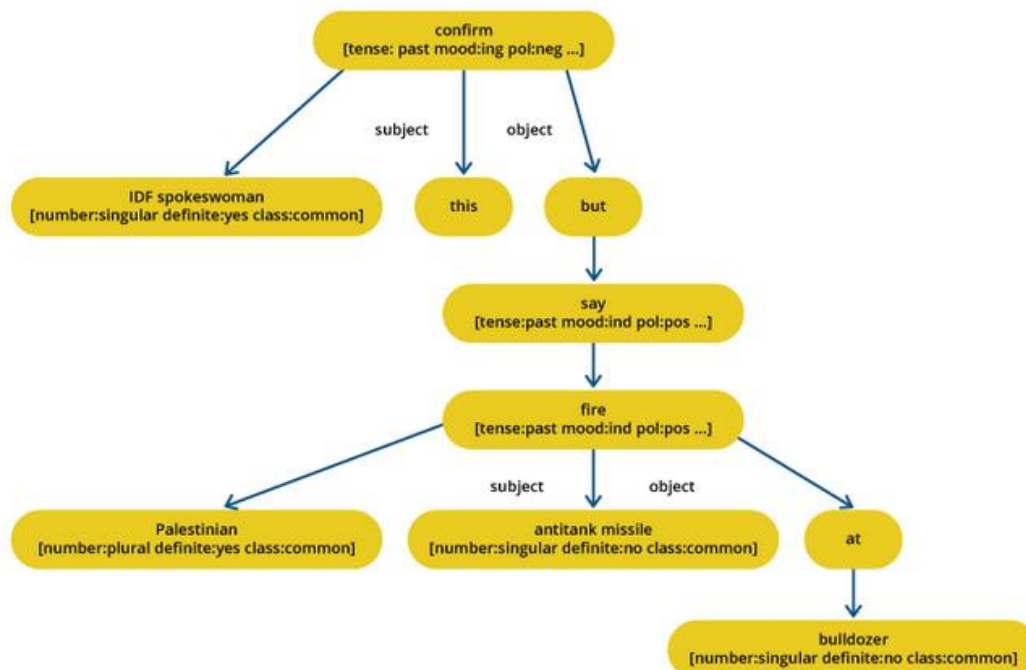 confirm
[tense: past mood:ing pol:neg ...]
subject
object
IDF spokeswoman
[number:singular definite:yes class:common]
this
but
say
[tense:past mood:ind pol:pos ...]
fire
[tense:past mood:ind pol:pos ...]
subject
object
Palestinian
[number:plural definite:yes class:common]
antitank missile
[number:singular definite:no class:common]
at
bulldozer
[number:singular definite:no class:common]